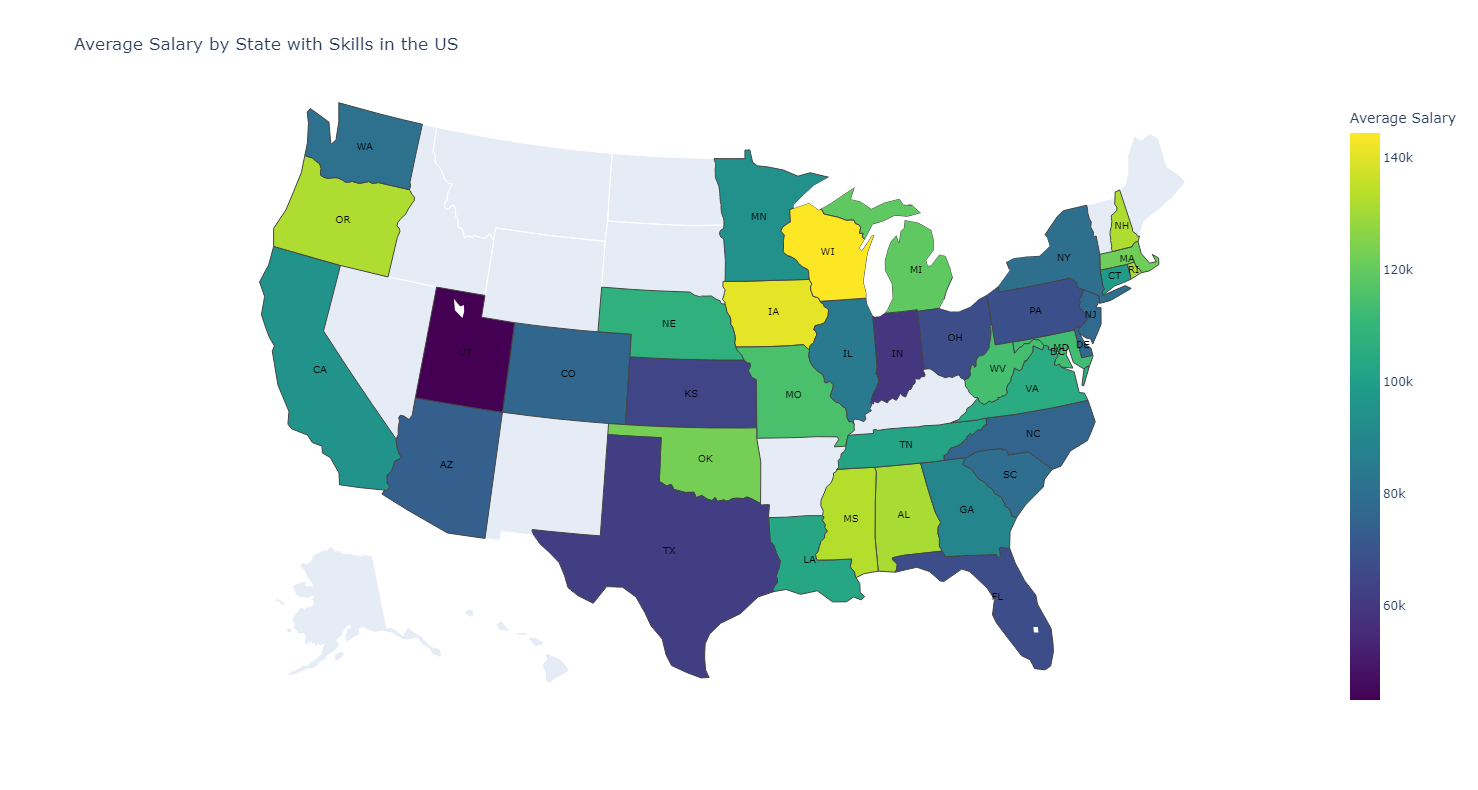 Average Salary by State with Skills in the US
Average Salary
140k
120k
100k
80k
60k
WA
OR
CA
UT
AZ
CO
NE
KS
OK
TX
MN
IA
MO
LA
WI
IL
MI
IN
OH
TN
MS
AL
GA
FL
SC
NC
VA
WV
MD
DC
DE
PA
NJ
NY
CT
RI
MA
NH